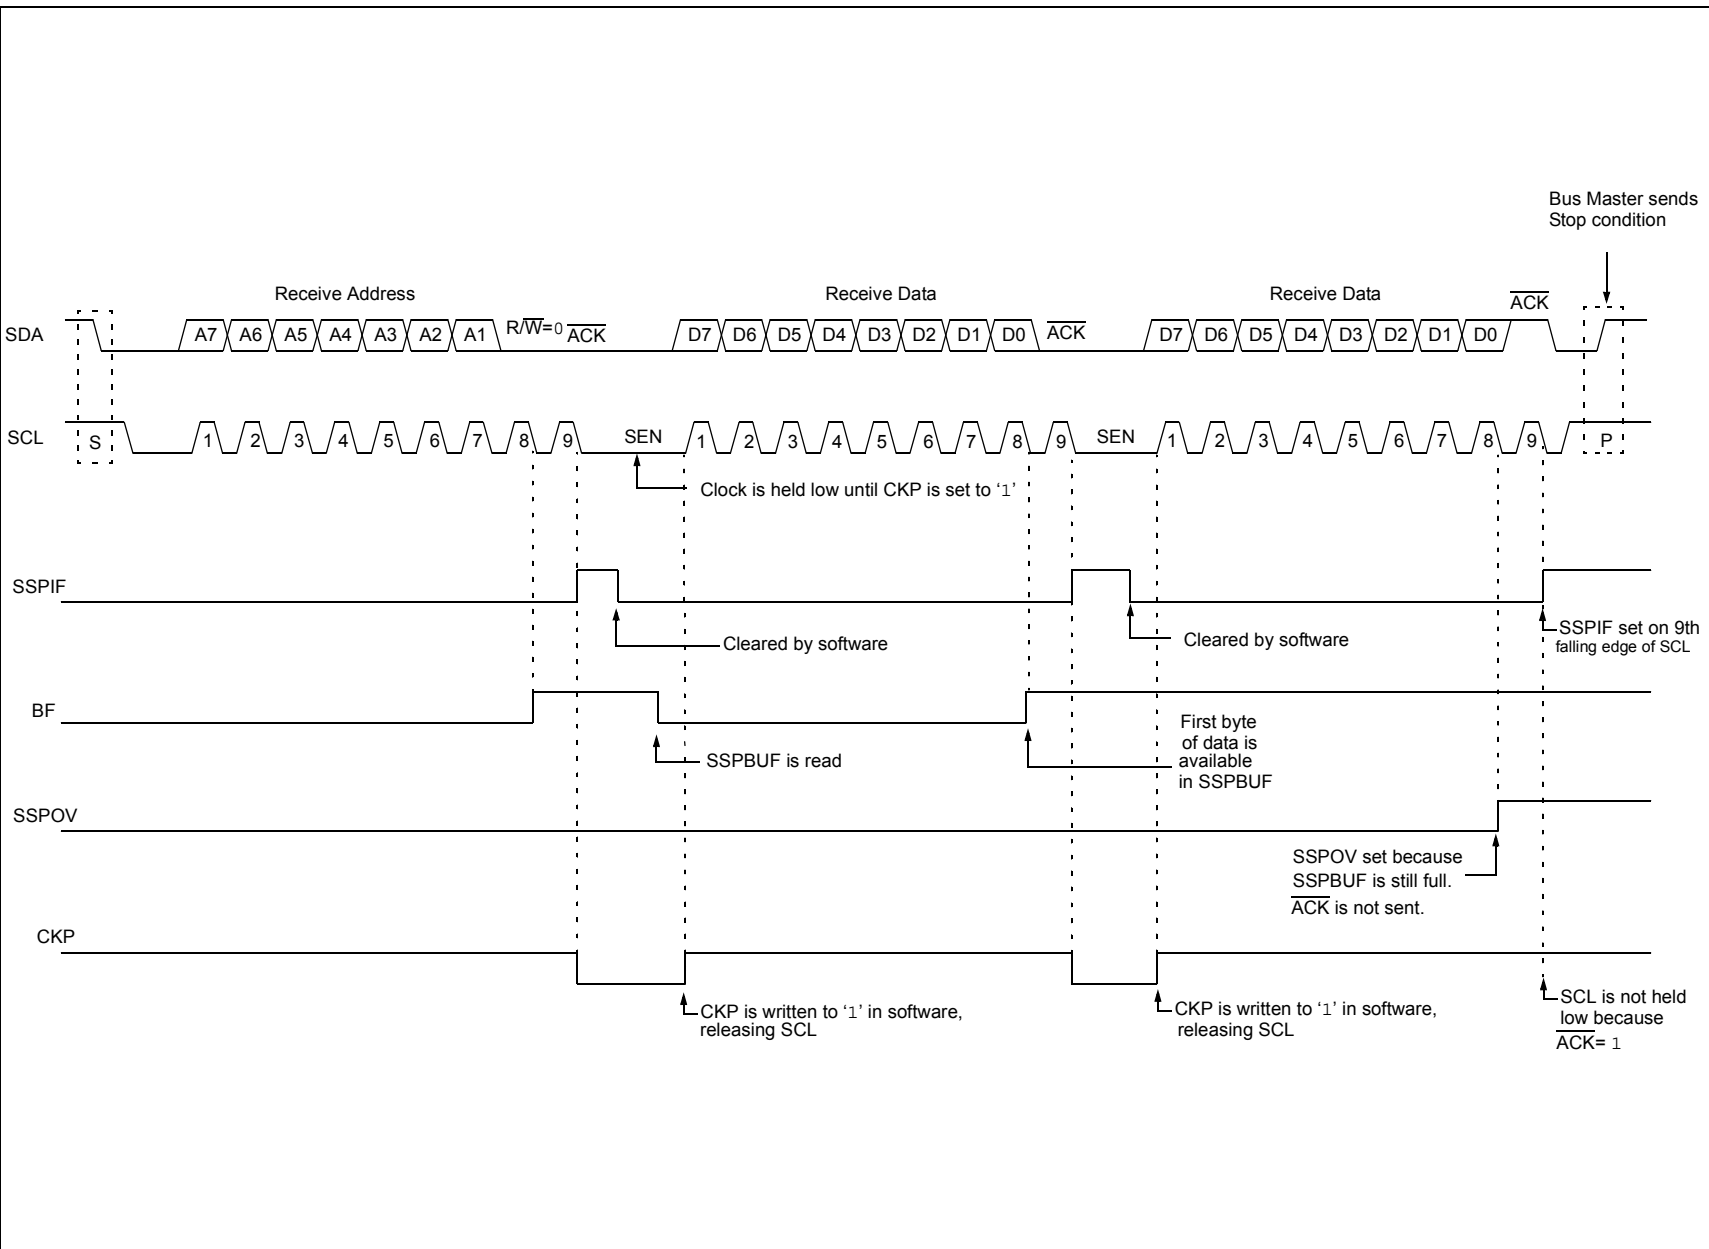 Bus Master sends
Stop condition
Receive Address
Receive Data
Receive Data
ACK
SDA
A7 A6 A5 A4 A3 A2 A1 R/W=0 ACK
D7 D6 D5 D4 D3 D2 D1 D0 ACK
D7 D6 D5 D4 D3 D2 D1 D0
SCL
S
1 2 3 4 5 6 7 8 9 SEN
1 2 3 4 5 6 7 8 9 SEN
1 2 3 4 5 6 7 8 9
P
Clock is held low until CKP is set to ‘1’
SSPIF
Cleared by software
Cleared by software
SSPIF set on 9th
falling edge of SCL
BF
SSPBUF is read
First byte
of data is
available
in SSPBUF
SSPOV
SSPOV set because
SSPBUF is still full.
ACK is not sent.
CKP
CKP is written to ‘1’ in software,
releasing SCL
CKP is written to ‘1’ in software,
releasing SCL
SCL is not held
low because
ACK= 1